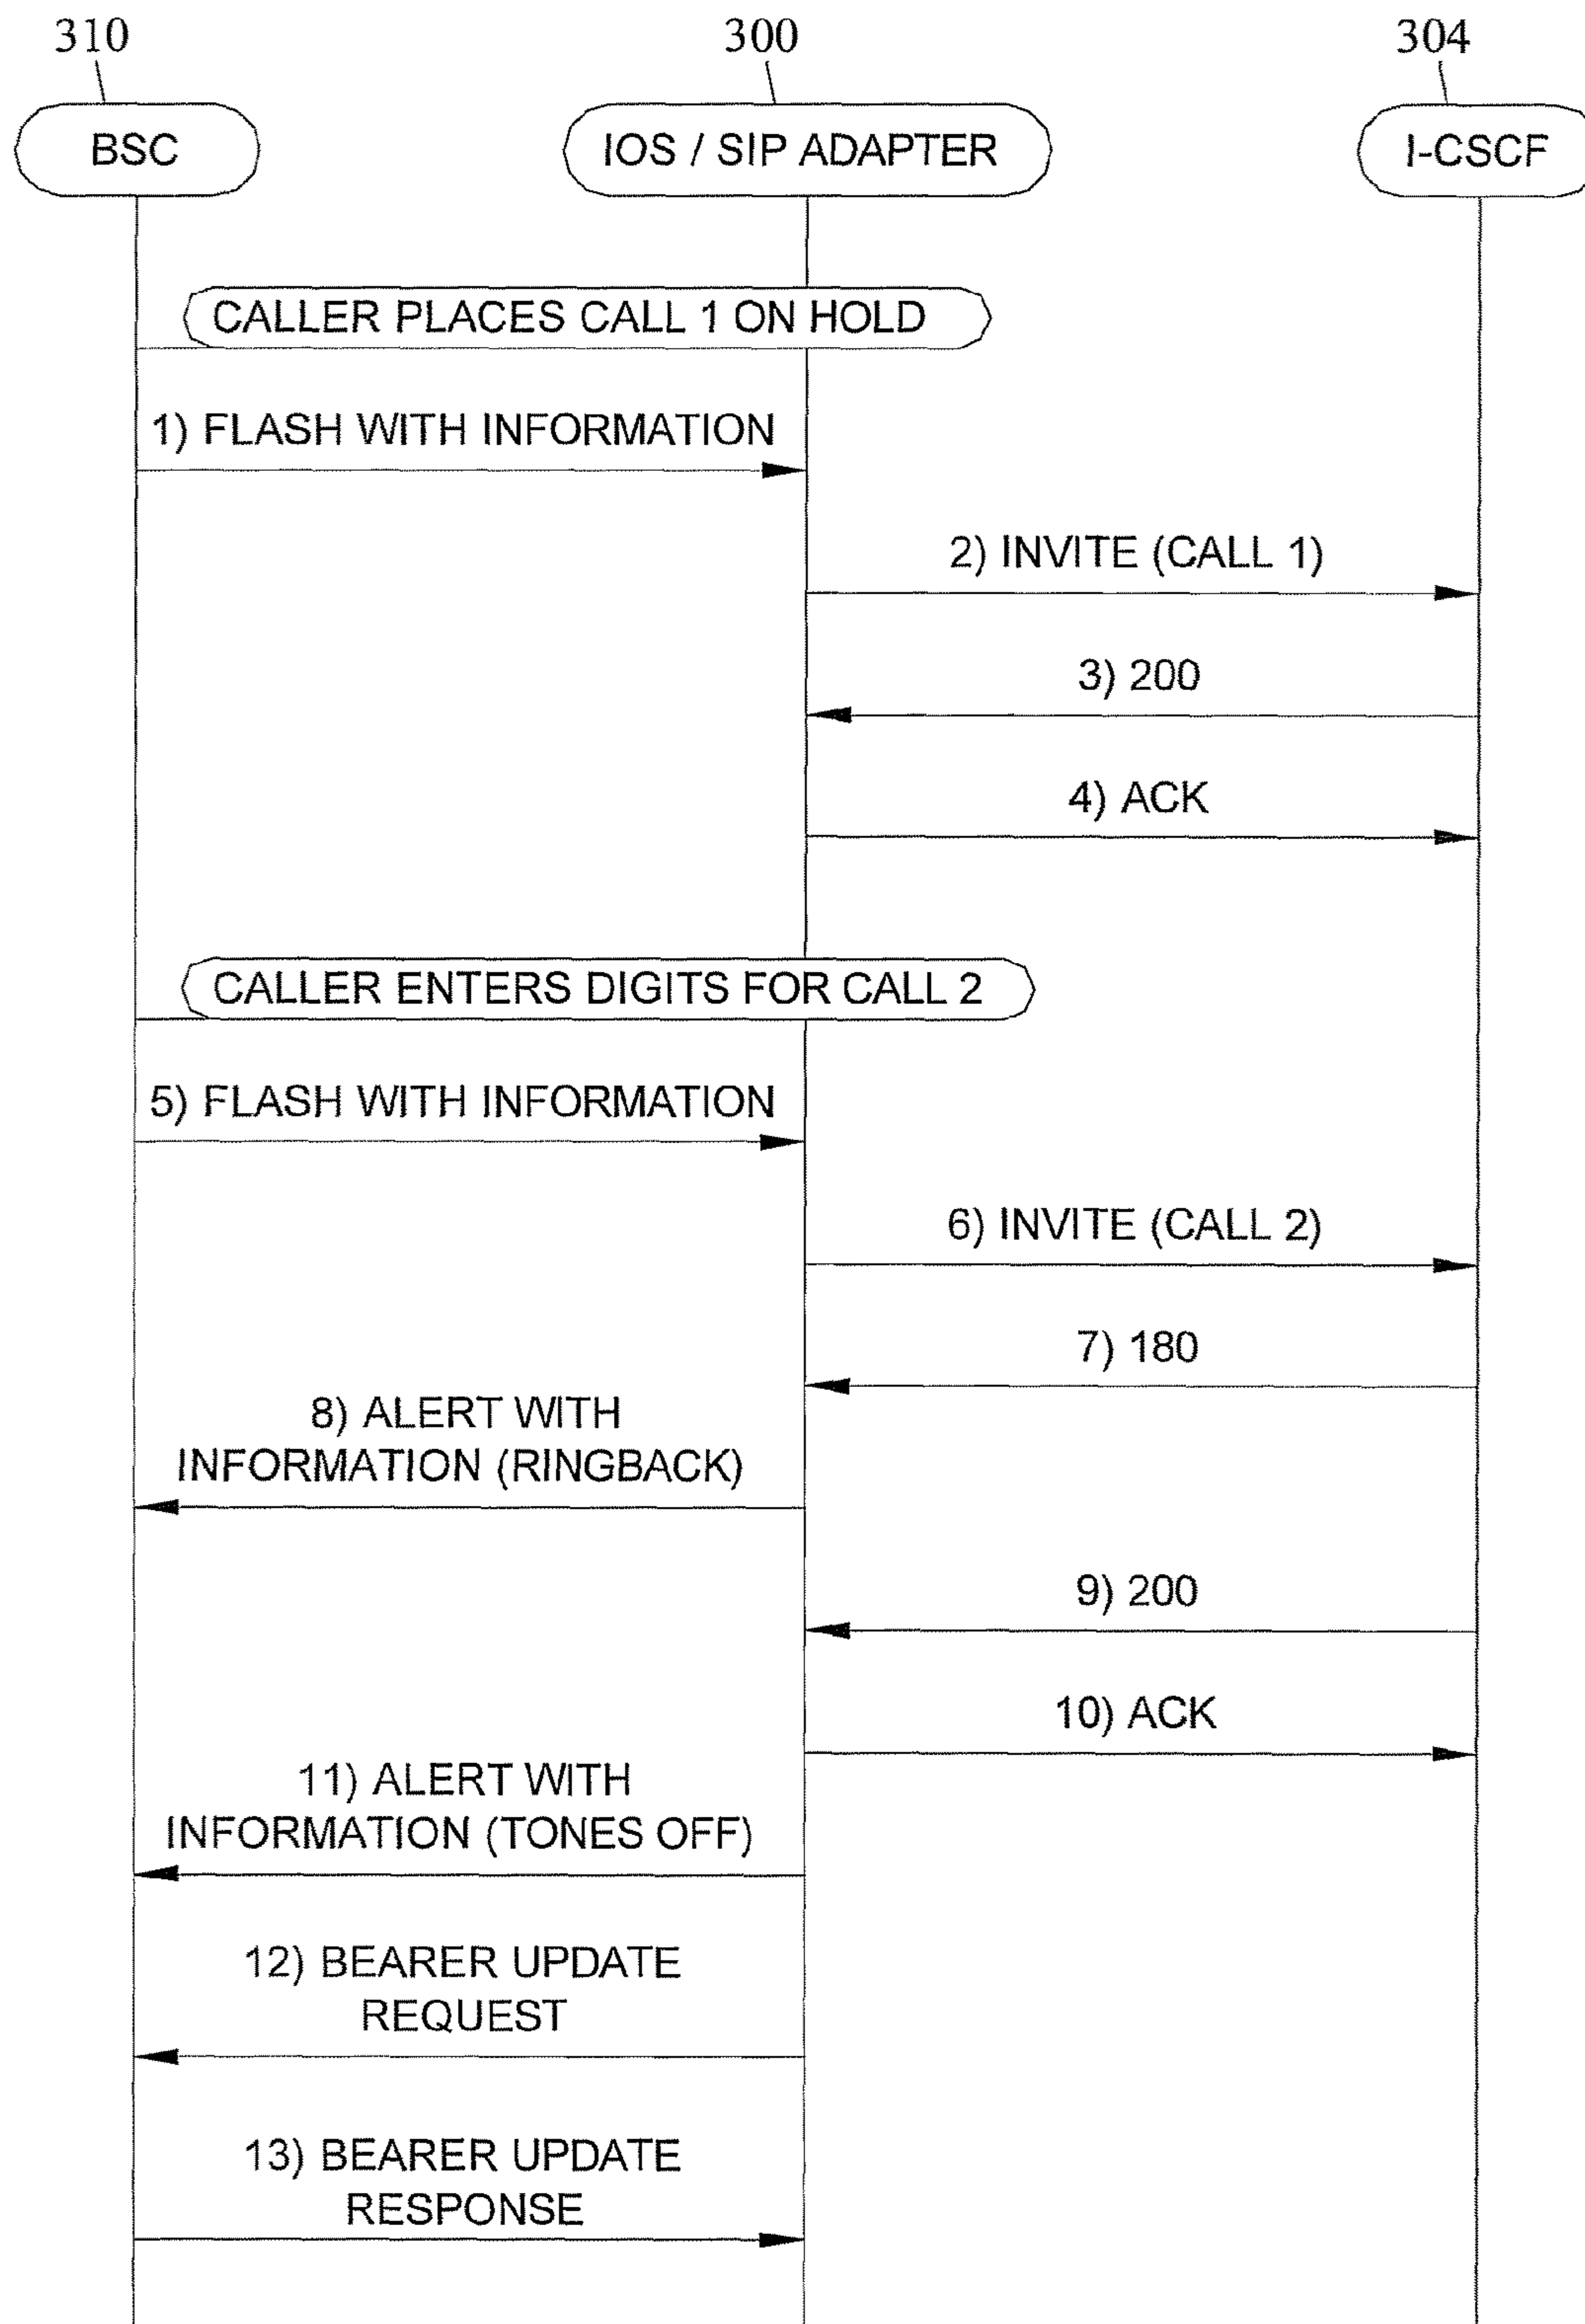 310
300
304
BSC
IOS / SIP ADAPTER
I-CSCF
CALLER PLACES CALL 1 ON HOLD
1) FLASH WITH INFORMATION
2) INVITE (CALL 1)
3) 200
4) ACK
CALLER ENTERS DIGITS FOR CALL 2
5) FLASH WITH INFORMATION
6) INVITE (CALL 2)
7) 180
8) ALERT WITH
INFORMATION (RINGBACK)
9) 200
10) ACK
11) ALERT WITH
INFORMATION (TONES OFF)
12) BEARER UPDATE
REQUEST
13) BEARER UPDATE
RESPONSE